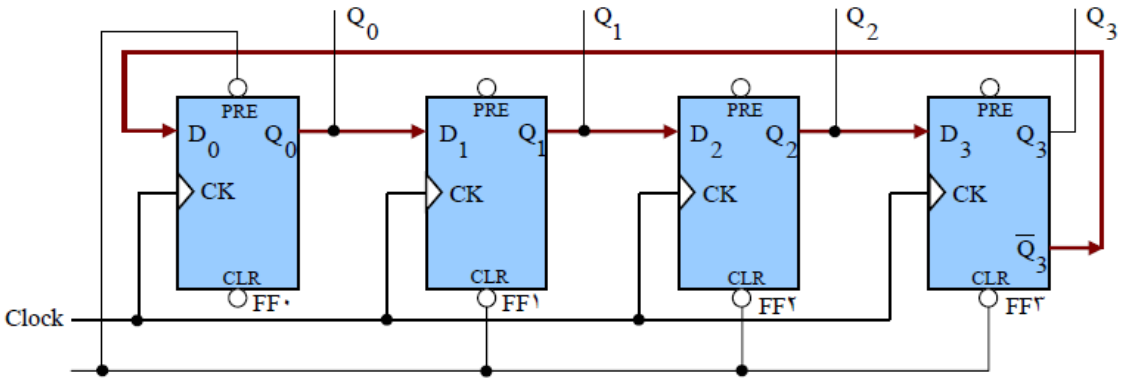 Q0 Q1 Q2 Q3
PRE PRE PRE PRE
D0 Q0 D1 Q1 D2 Q2 D3 Q3
CK CK CK CK
Q̅3
CLR CLR CLR CLR
FF۰ FF۱ FF۲ FF۳
Clock